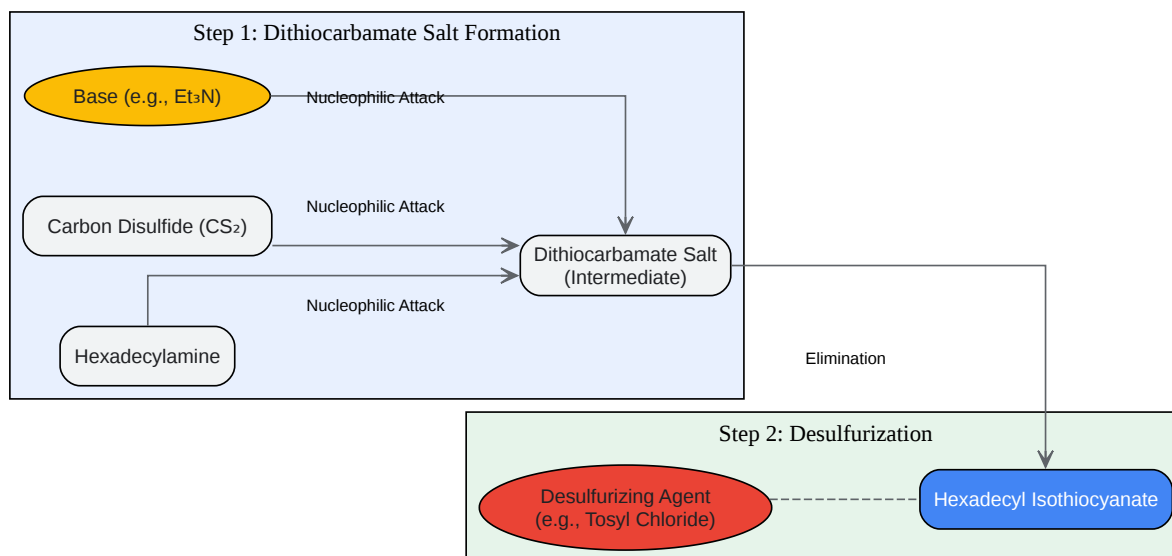 Step 1: Dithiocarbamate Salt Formation
Base (e.g., Et₃N)
Nucleophilic Attack
Carbon Disulfide (CS₂)
Nucleophilic Attack
Dithiocarbamate Salt
(Intermediate)
Nucleophilic Attack
Hexadecylamine
Elimination
Step 2: Desulfurization
Desulfurizing Agent
(e.g., Tosyl Chloride)
Hexadecyl Isothiocyanate